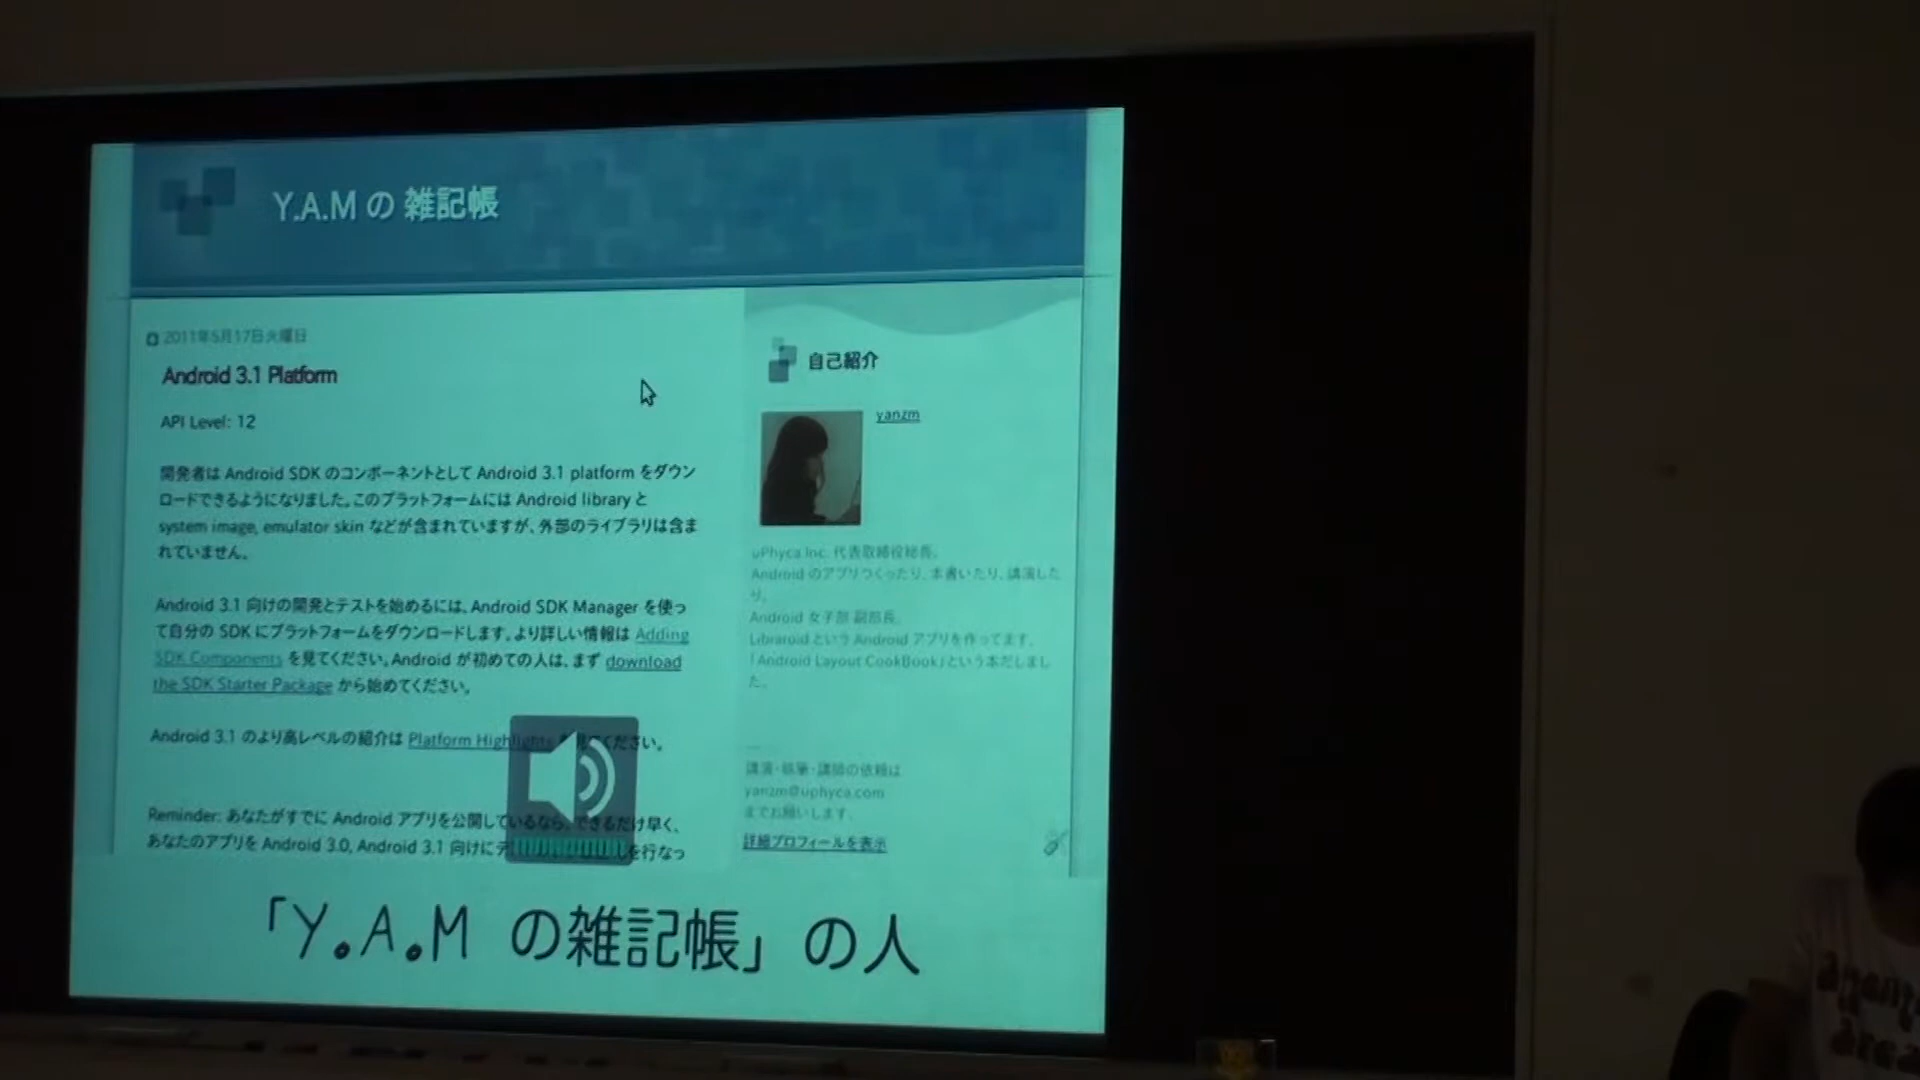 Y.A.M の 雑記帳
2011年5月17日火曜日
Android 3.1 Platform
API Level: 12
開発者は Android SDK のコンポーネントとして Android 3.1 platform をダウン
ロードできるようになりました。このプラットフォームには Android library と
system image, emulator skin などが含まれていますが、外部のライブラリは含ま
れていません。
Android 3.1 向けの開発とテストを始めるには、Android SDK Manager を使っ
て自分の SDK にプラットフォームをダウンロードします。より詳しい情報は Adding
SDK Components を見てください。Android が初めての人は、まず download
the SDK Starter Package から始めてください。
Android 3.1 のより高レベルの紹介は Platform Highlights を見てください。
Reminder: あなたがすでに Android アプリを公開しているなら、できるだけ早く、
あなたのアプリを Android 3.0, Android 3.1 向けにテ を行なっ
自己紹介
yanzm
uPhyca Inc. 代表取締役総長。
Android のアプリつくったり、本書いたり、講演した
り。
Android 女子部 副部長。
Libraroid という Android アプリを作ってます。
「Android Layout CookBook」という本だしまし
た。
講演・執筆・講師の依頼は
yanzm@uphyca.com
までお願いします。
詳細プロフィールを表示
「Y.A.M の雑記帳」の人